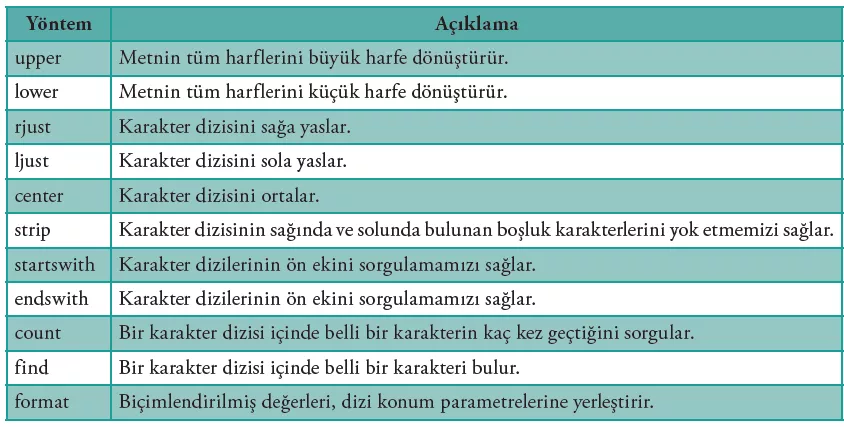 Yöntem Açıklama
upper Metnin tüm harflerini büyük harfe dönüştürür.
lower Metnin tüm harflerini küçük harfe dönüştürür.
rjust Karakter dizisini sağa yaslar.
ljust Karakter dizisini sola yaslar.
center Karakter dizisini ortalar.
strip Karakter dizisinin sağında ve solunda bulunan boşluk karakterlerini yok etmemizi sağlar.
startswith Karakter dizilerinin ön ekini sorgulamamızı sağlar.
endswith Karakter dizilerinin ön ekini sorgulamamızı sağlar.
count Bir karakter dizisi içinde belli bir karakterin kaç kez geçtiğini sorgular.
find Bir karakter dizisi içinde belli bir karakteri bulur.
format Biçimlendirilmiş değerleri, dizi konum parametrelerine yerleştirir.